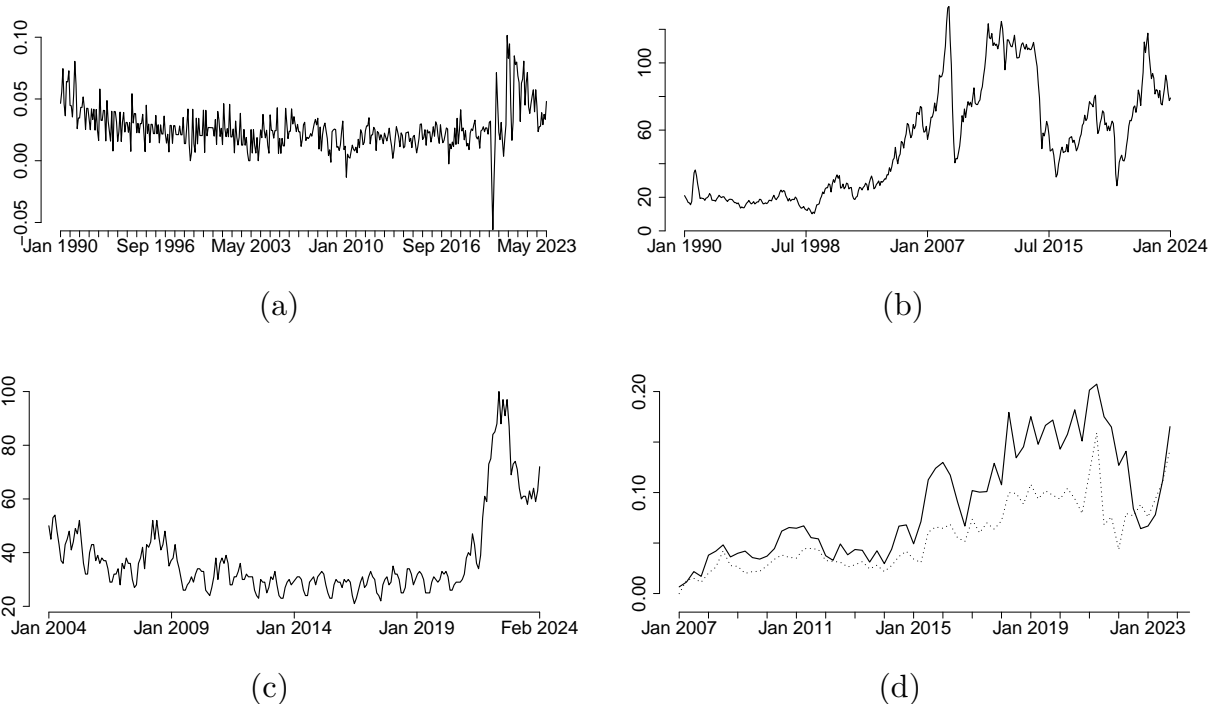 0.10
0.05
0.00
0.05
Jan 1990 Sep 1996 May 2003 Jan 2010 Sep 2016 May 2023
(a)
100
60
20
0
Jan 1990 Jul 1998 Jan 2007 Jul 2015 Jan 2024
(b)
100
80
60
40
20
Jan 2004 Jan 2009 Jan 2014 Jan 2019 Feb 2024
(c)
0.20
0.10
0.00
Jan 2007 Jan 2011 Jan 2015 Jan 2019 Jan 2023
(d)